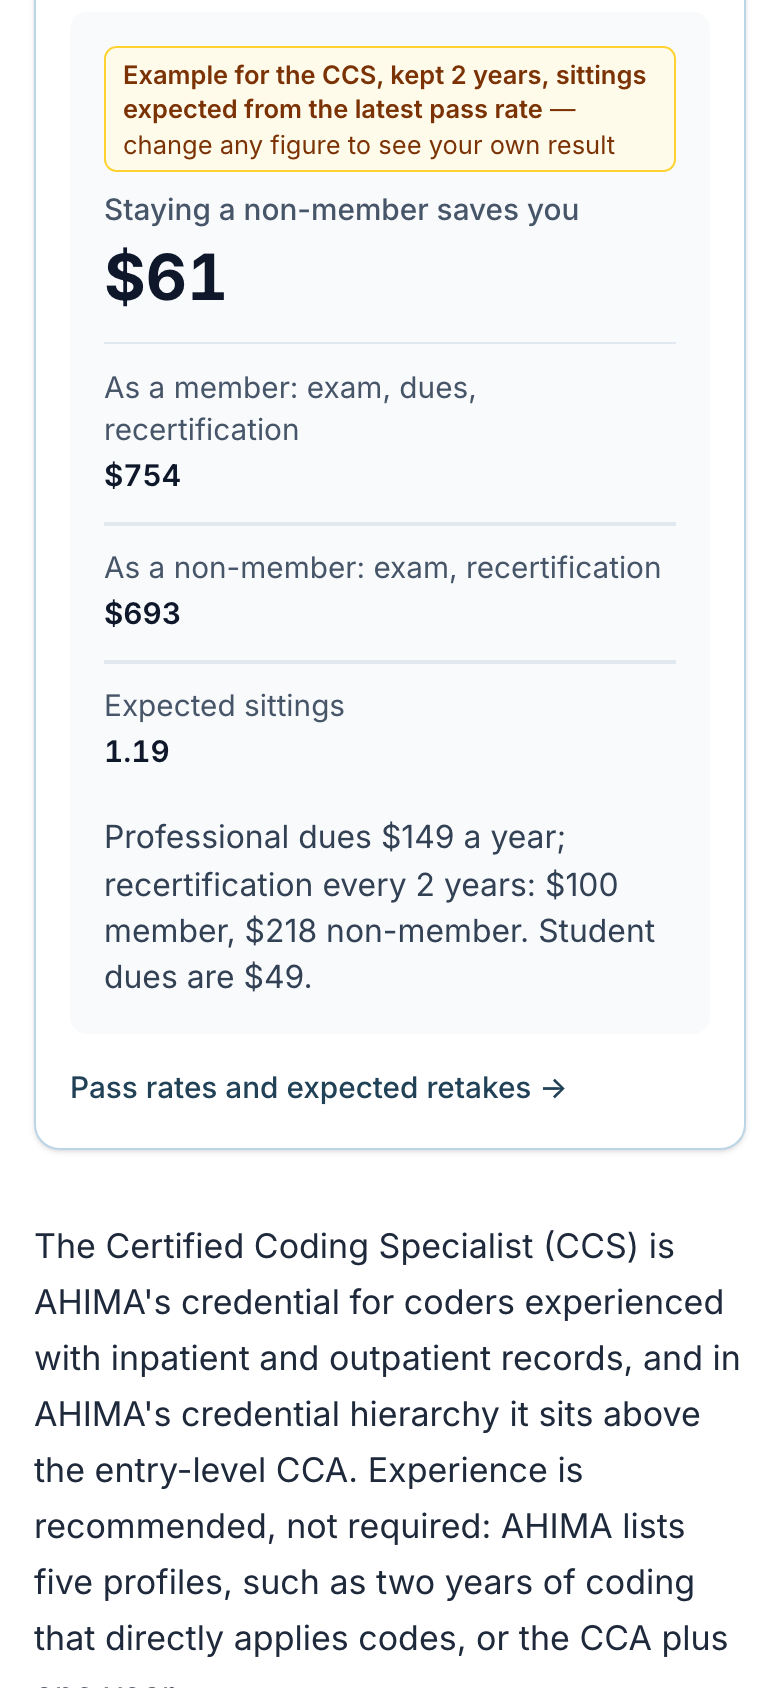 Example for the CCS, kept 2 years, sittings
expected from the latest pass rate —
change any figure to see your own result
Staying a non-member saves you
$61
As a member: exam, dues,
recertification
$754
As a non-member: exam, recertification
$693
Expected sittings
1.19
Professional dues $149 a year;
recertification every 2 years: $100
member, $218 non-member. Student
dues are $49.
Pass rates and expected retakes →
The Certified Coding Specialist (CCS) is
AHIMA's credential for coders experienced
with inpatient and outpatient records, and in
AHIMA's credential hierarchy it sits above
the entry-level CCA. Experience is
recommended, not required: AHIMA lists
five profiles, such as two years of coding
that directly applies codes, or the CCA plus